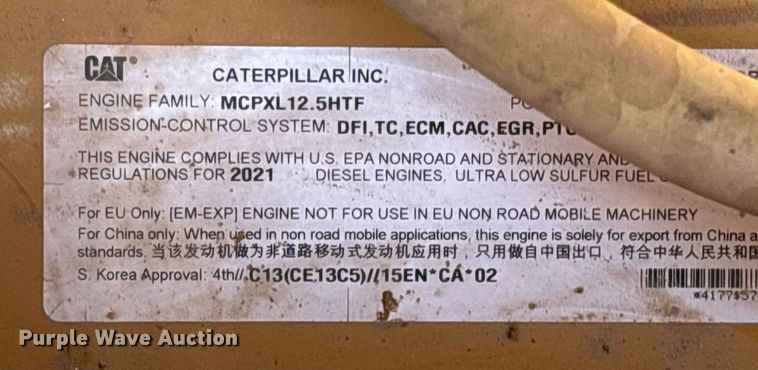 CAT®
CATERPILLAR INC.
ENGINE FAMILY: MCPXL12.5HTF
EMISSION-CONTROL SYSTEM: DFI,TC,ECM,CAC,EGR,
THIS ENGINE COMPLIES WITH U.S. EPA NONROAD AND STATIONARY AND
REGULATIONS FOR 2021 DIESEL ENGINES. ULTRA LOW SULFUR FUEL
For EU Only: [EM-EXP] ENGINE NOT FOR USE IN EU NON ROAD MOBILE MACHINERY
For China only: When used in non road mobile applications, this engine is solely for export from China a
standards. 当该发动机做为非道路移动式发动机应用时，只用做自中国出口，符合中华人民共和国
S. Korea Approval: 4th// C13(CE13C5)//15EN*CA*02
Purple Wave Auction